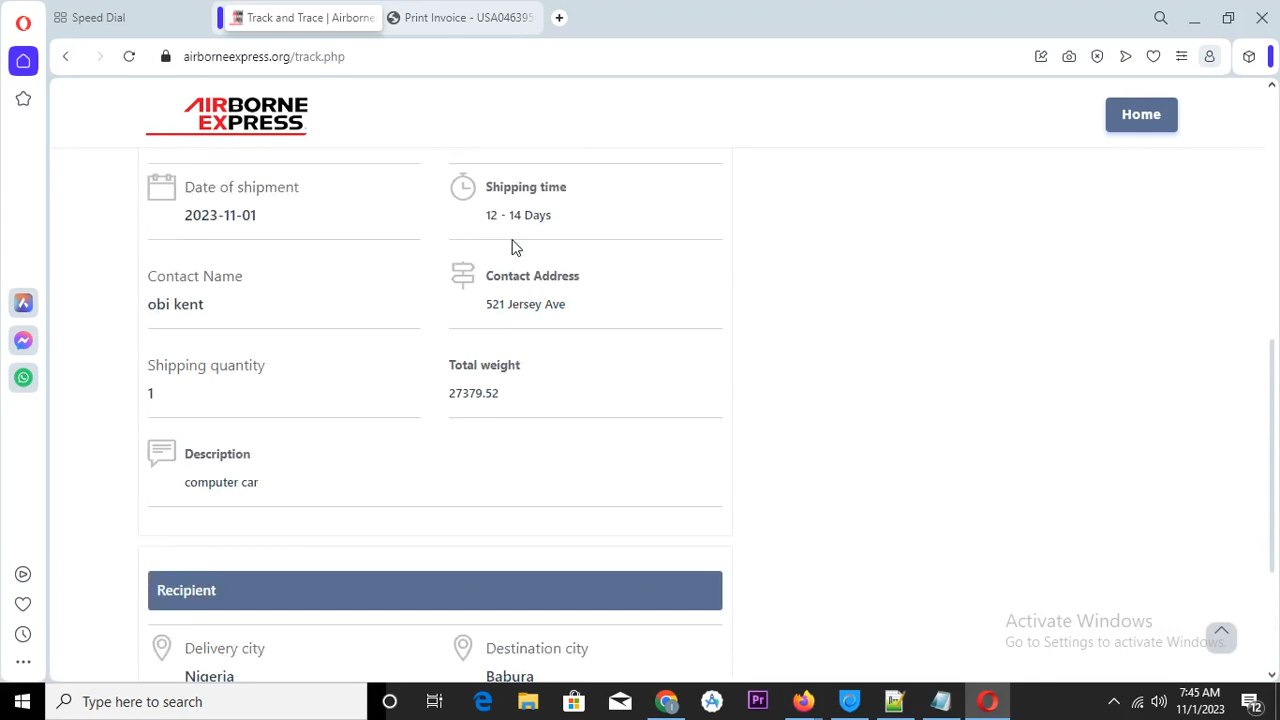 Speed Dial
Track and Trace | Airborne
Print Invoice - USA046395
airborneexpress.org/track.php
AIRBORNE
EXPRESS
Home
Date of shipment
2023-11-01
Shipping time
12 - 14 Days
Contact Name
obi kent
Contact Address
521 Jersey Ave
Shipping quantity
1
Total weight
27379.52
Description
computer car
Recipient
Delivery city
Nigeria
Destination city
Babura
Activate Windows
Go to Settings to activate Windows.
Type here to search
Pr
7:45 AM
11/1/2023
12